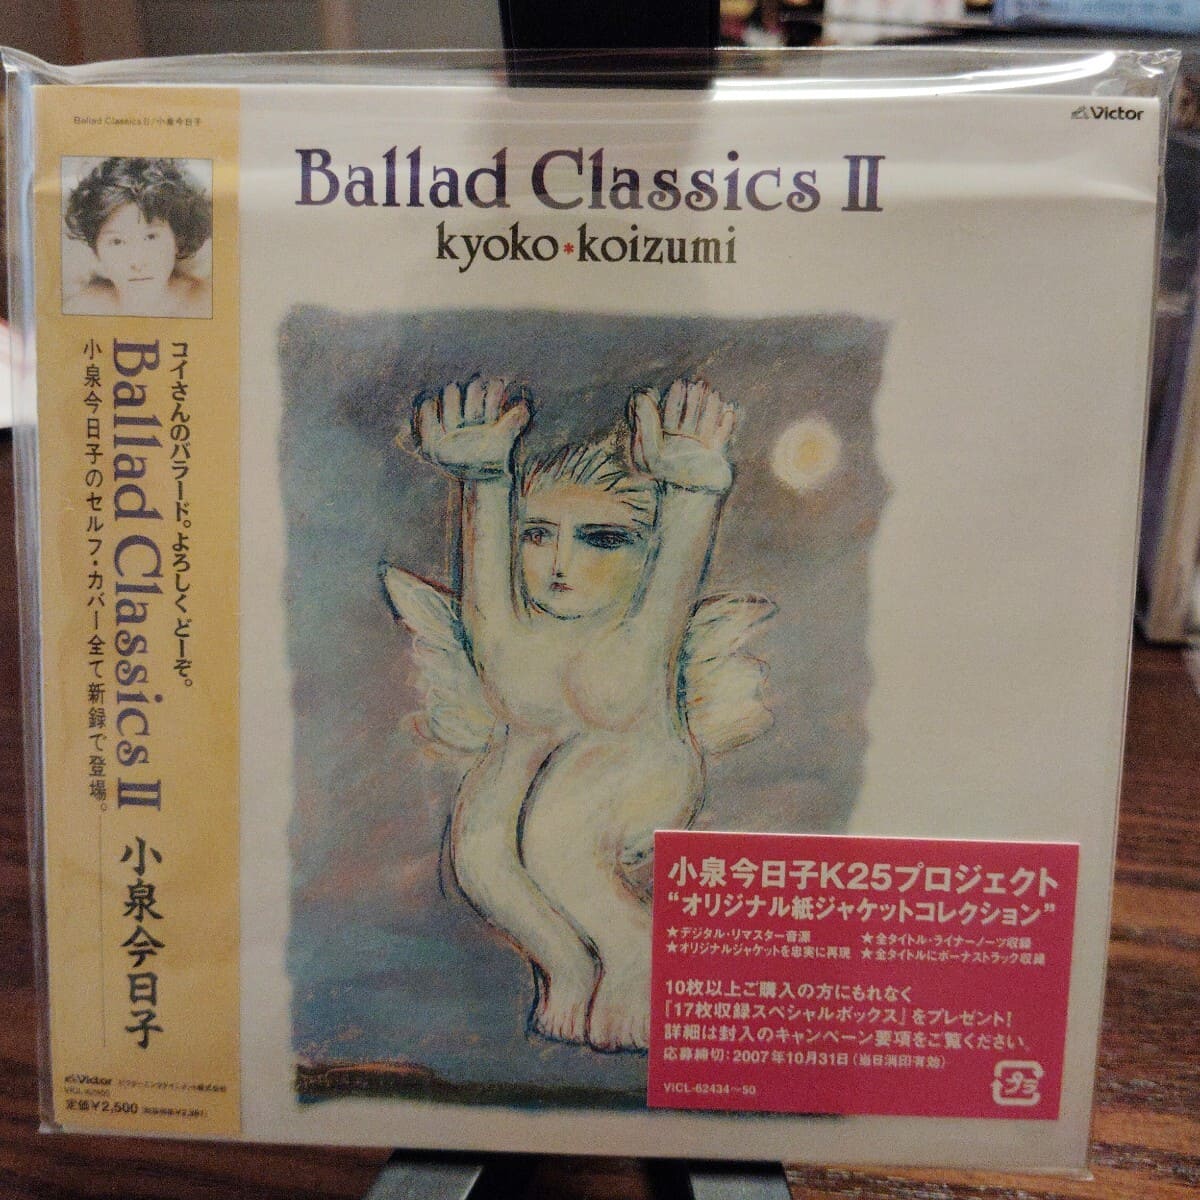 Ballad Classics II/小泉今日子
コイさんのバラード。よろしく、どーぞ。
Ballad Classics II 小泉今日子
小泉今日子のセルフ・カバー全て新録で登場。
Victor
定価¥2,500
Victor
Ballad Classics II
kyoko*koizumi
小泉今日子K25プロジェクト
“オリジナル紙ジャケットコレクション”
★デジタル・リマスター音源 ★全タイトル・ライナーノーツ収録
★オリジナルジャケットを忠実に再現 ★全タイトルにボーナストラック収録
10枚以上ご購入の方にもれなく
「17枚収録スペシャルボックス」をプレゼント!
詳細は封入のキャンペーン要項をご覧ください。
応募締切:2007年10月31日(当日消印有効)
VICL-62434〜50
プラ